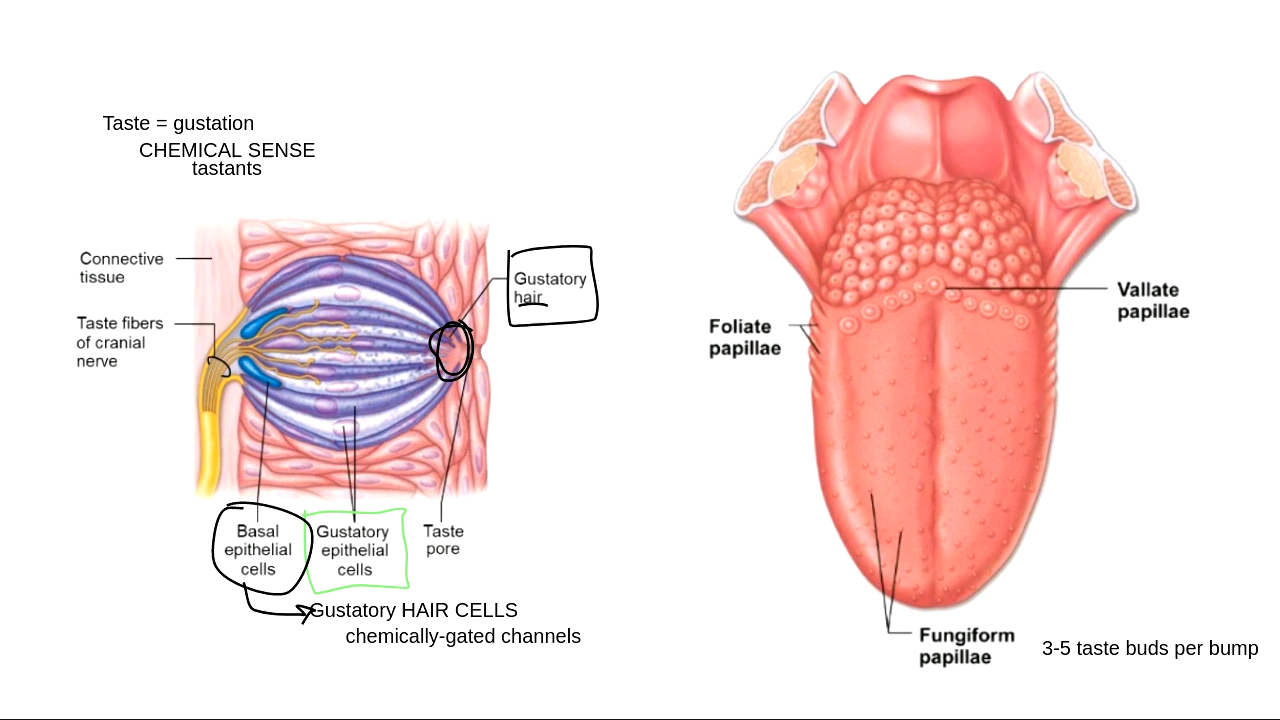 Taste = gustation
CHEMICAL SENSE
tastants
Connective
tissue
Taste fibers
of cranial
nerve
Gustatory
hair
Basal
epithelial
cells
Gustatory
epithelial
cells
Taste
pore
Gustatory HAIR CELLS
chemically-gated channels
Vallate
papillae
Foliate
papillae
Fungiform
papillae
3-5 taste buds per bump